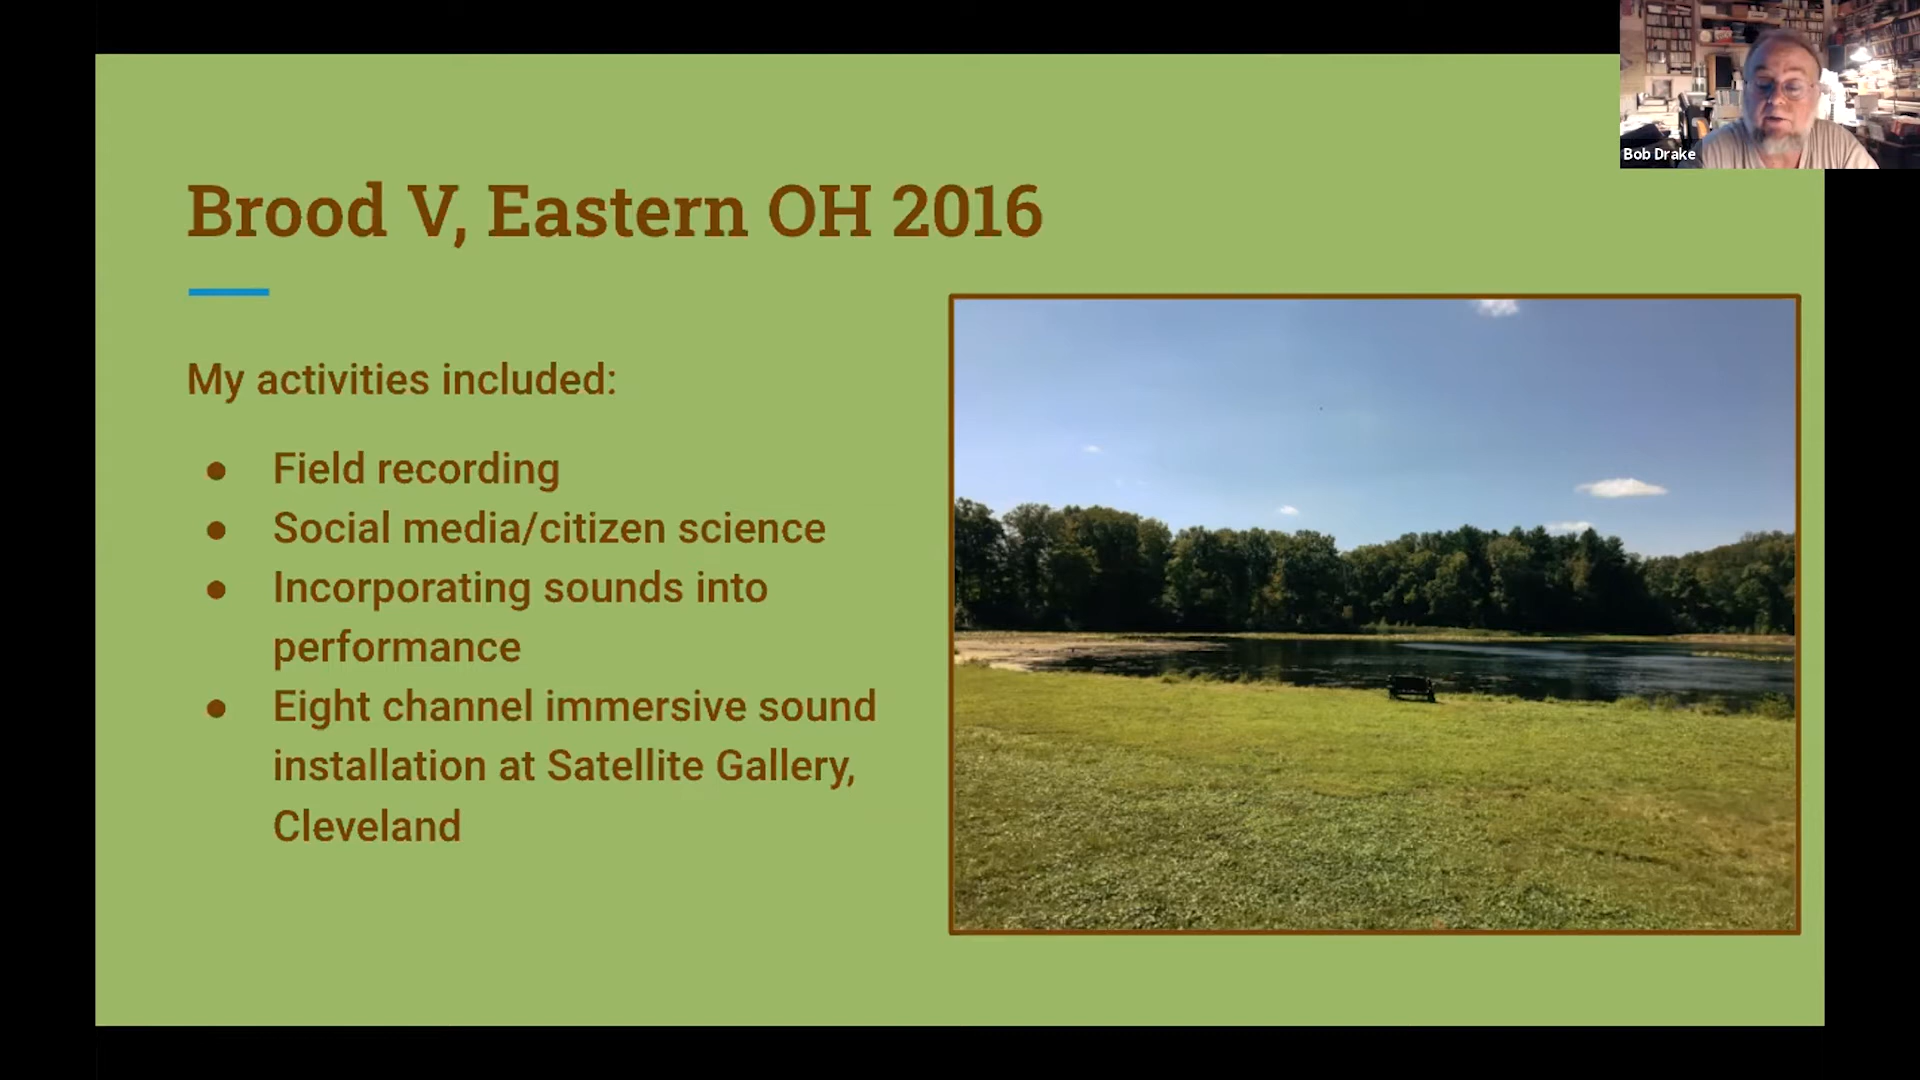 Brood V, Eastern OH 2016
My activities included:
● Field recording
● Social media/citizen science
● Incorporating sounds into
performance
● Eight channel immersive sound
installation at Satellite Gallery,
Cleveland
Bob Drake